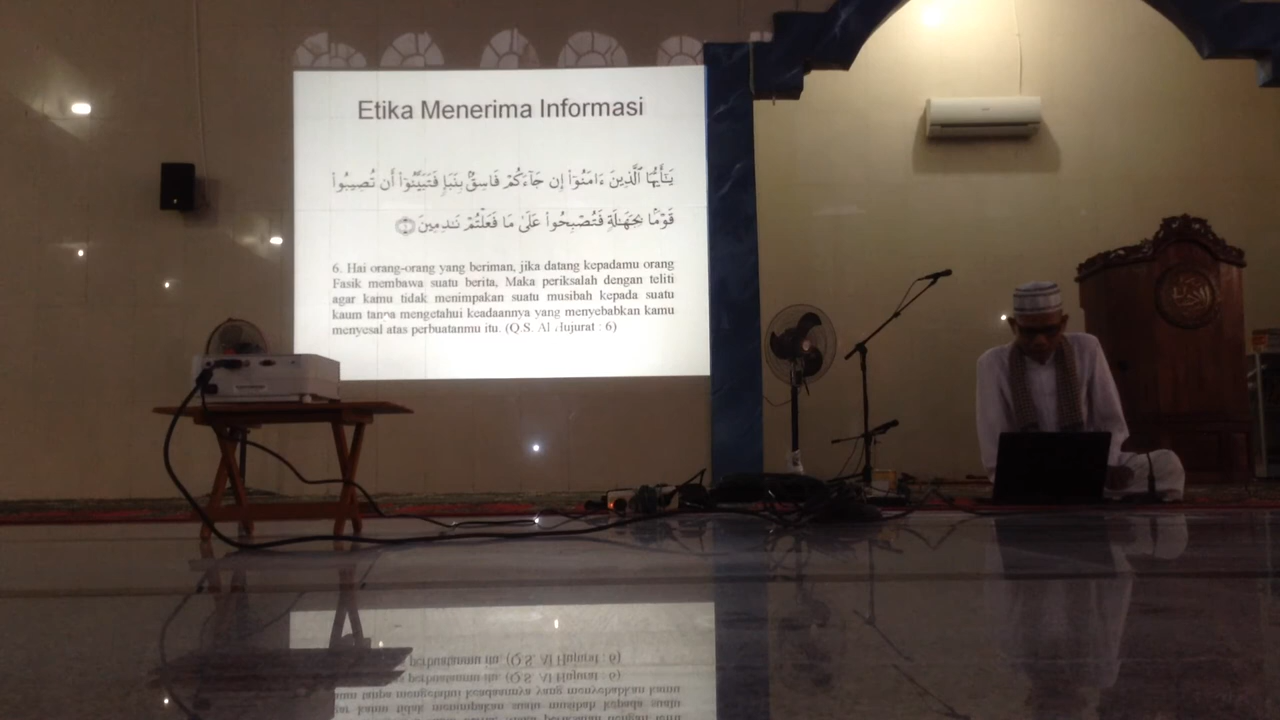 Etika Menerima Informasi
يَـٰٓأَيُّهَا ٱلَّذِينَ ءَامَنُوٓا۟ إِن جَآءَكُمْ فَاسِقٌۢ بِنَبَإٍ فَتَبَيَّنُوٓا۟ أَن تُصِيبُوا۟
قَوْمًۢا بِجَهَـٰلَةٍ فَتُصْبِحُوا۟ عَلَىٰ مَا فَعَلْتُمْ نَـٰدِمِينَ ۝٦
6. Hai orang-orang yang beriman, jika datang kepadamu orang
Fasik membawa suatu berita, Maka periksalah dengan teliti
agar kamu tidak menimpakan suatu musibah kepada suatu
kaum tanpa mengetahui keadaannya yang menyebabkan kamu
menyesal atas perbuatanmu itu. (Q.S. Al Hujurat : 6)